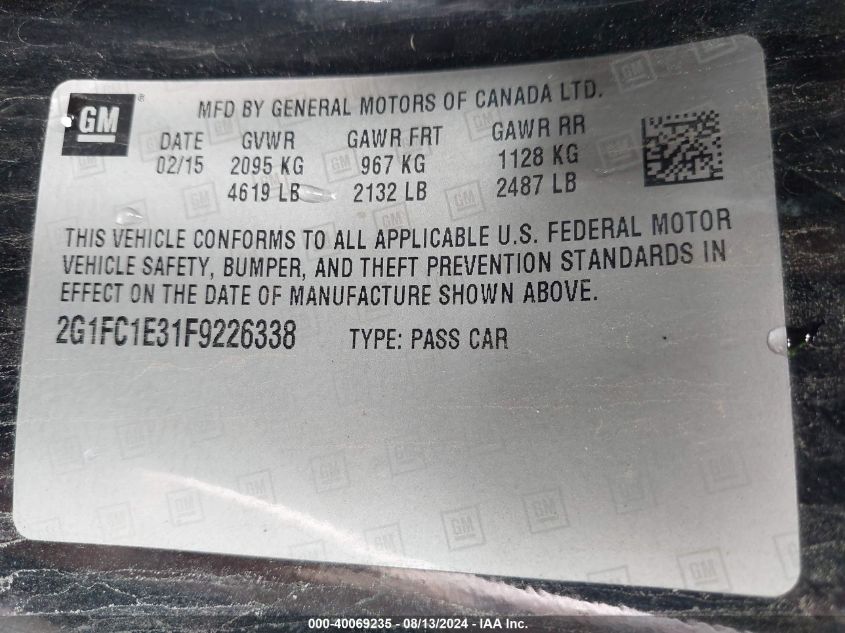 GM ®
MFD BY GENERAL MOTORS OF CANADA LTD.
DATE GVWR GAWR FRT GAWR RR
02/15 2095 KG 967 KG 1128 KG
4619 LB 2132 LB 2487 LB
THIS VEHICLE CONFORMS TO ALL APPLICABLE U.S. FEDERAL MOTOR
VEHICLE SAFETY, BUMPER, AND THEFT PREVENTION STANDARDS IN
EFFECT ON THE DATE OF MANUFACTURE SHOWN ABOVE.
2G1FC1E31F9226338 TYPE: PASS CAR
000-40069235 - 08/13/2024 - IAA Inc.